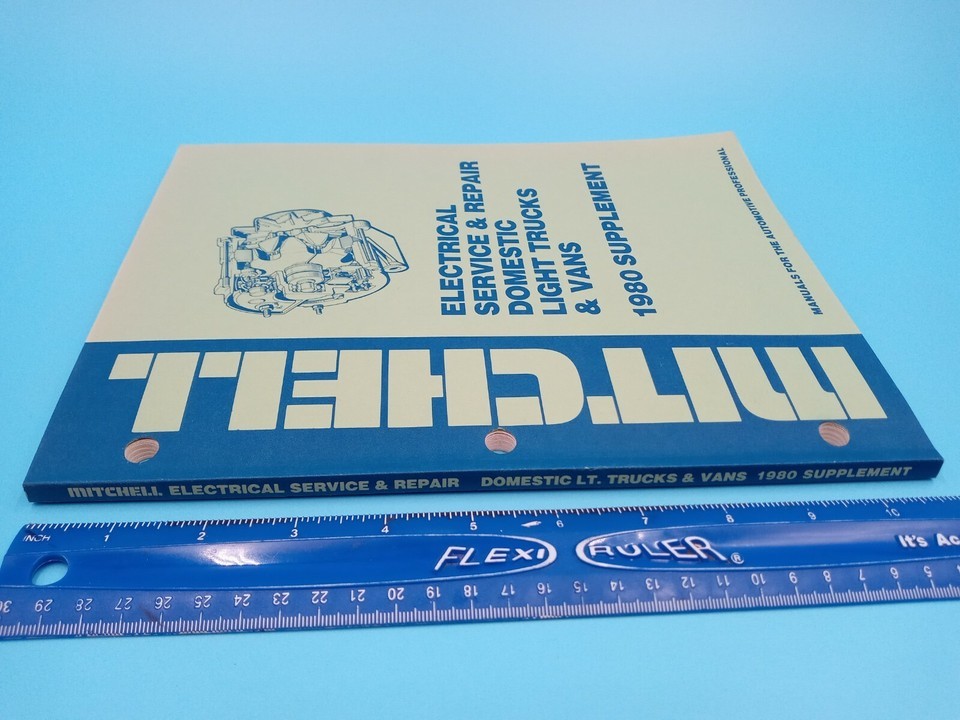 ELECTRICAL
SERVICE & REPAIR
DOMESTIC
LIGHT TRUCKS
& VANS
1980 SUPPLEMENT
MANUALS FOR THE AUTOMOTIVE PROFESSIONAL
MITCHELL
MITCHELL ELECTRICAL SERVICE & REPAIR DOMESTIC LT. TRUCKS & VANS 1980 SUPPLEMENT
INCH 1 2 3 4 5 6 7 8 9 10
FLEXI RULER® It's Ac
30 29 28 27 26 25 24 23 22 21 20 19 18 17 16 15 14 13 12 11 10 9 8 7 6 5